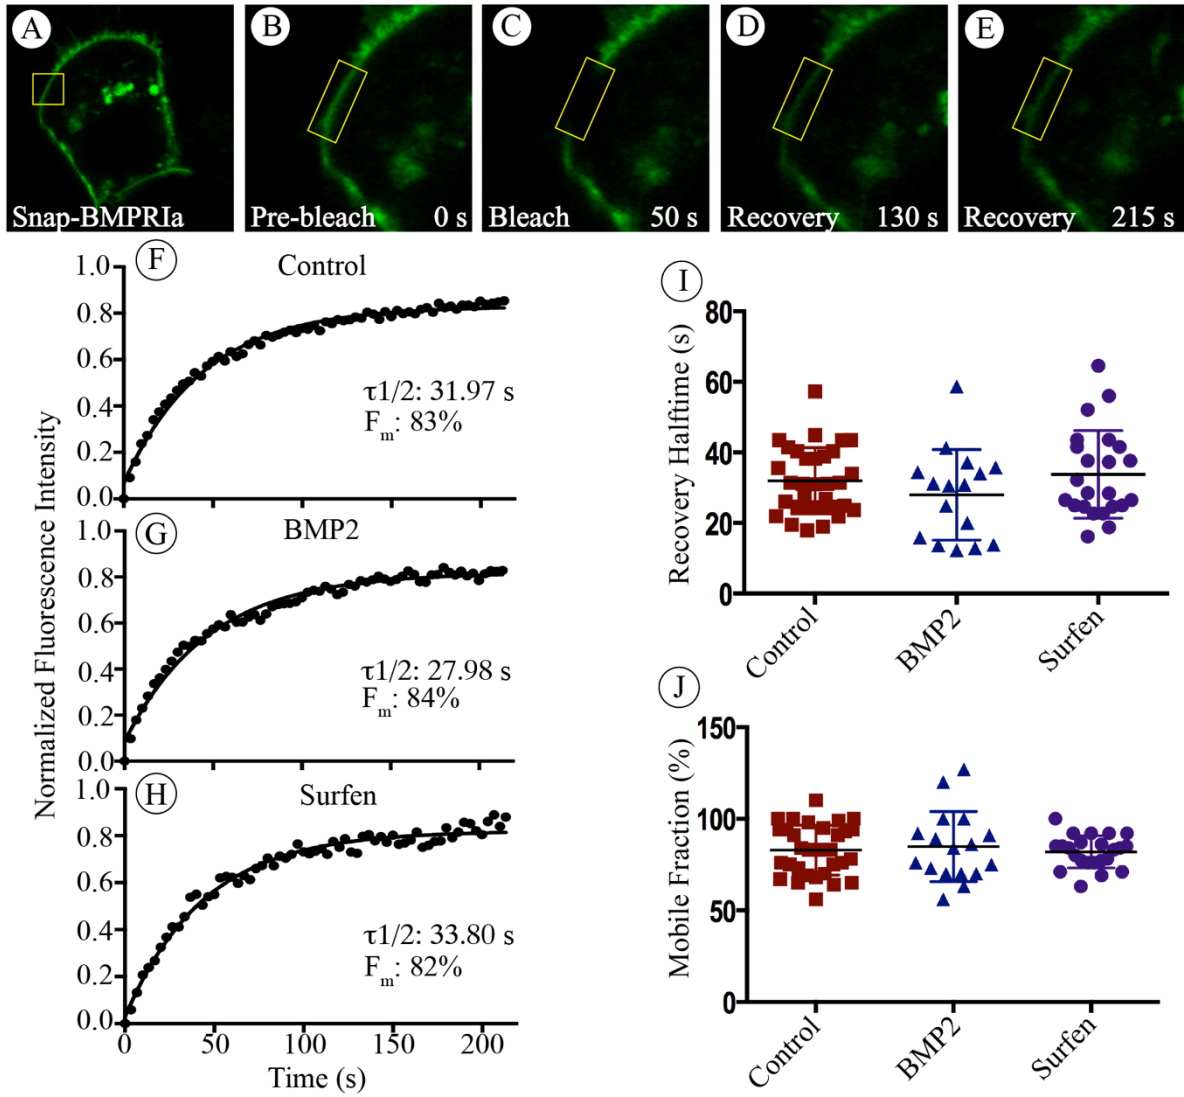 A
B
C
D
E
Snap-BMPRIa
Pre-bleach 0 s
Bleach 50 s
Recovery 130 s
Recovery 215 s
F
Control
1.0
0.8
0.6
0.4
0.2
0.0
τ1/2: 31.97 s
Fm: 83%
G
BMP2
1.0
0.8
0.6
0.4
0.2
0.0
τ1/2: 27.98 s
Fm: 84%
H
Surfen
1.0
0.8
0.6
0.4
0.2
0.0
τ1/2: 33.80 s
Fm: 82%
0 50 100 150 200
Time (s)
Normalized Fluorescence Intensity
I
80
60
40
20
0
Recovery Halftime (s)
Control
BMP2
Surfen
J
150
100
50
0
Mobile Fraction (%)
Control
BMP2
Surfen